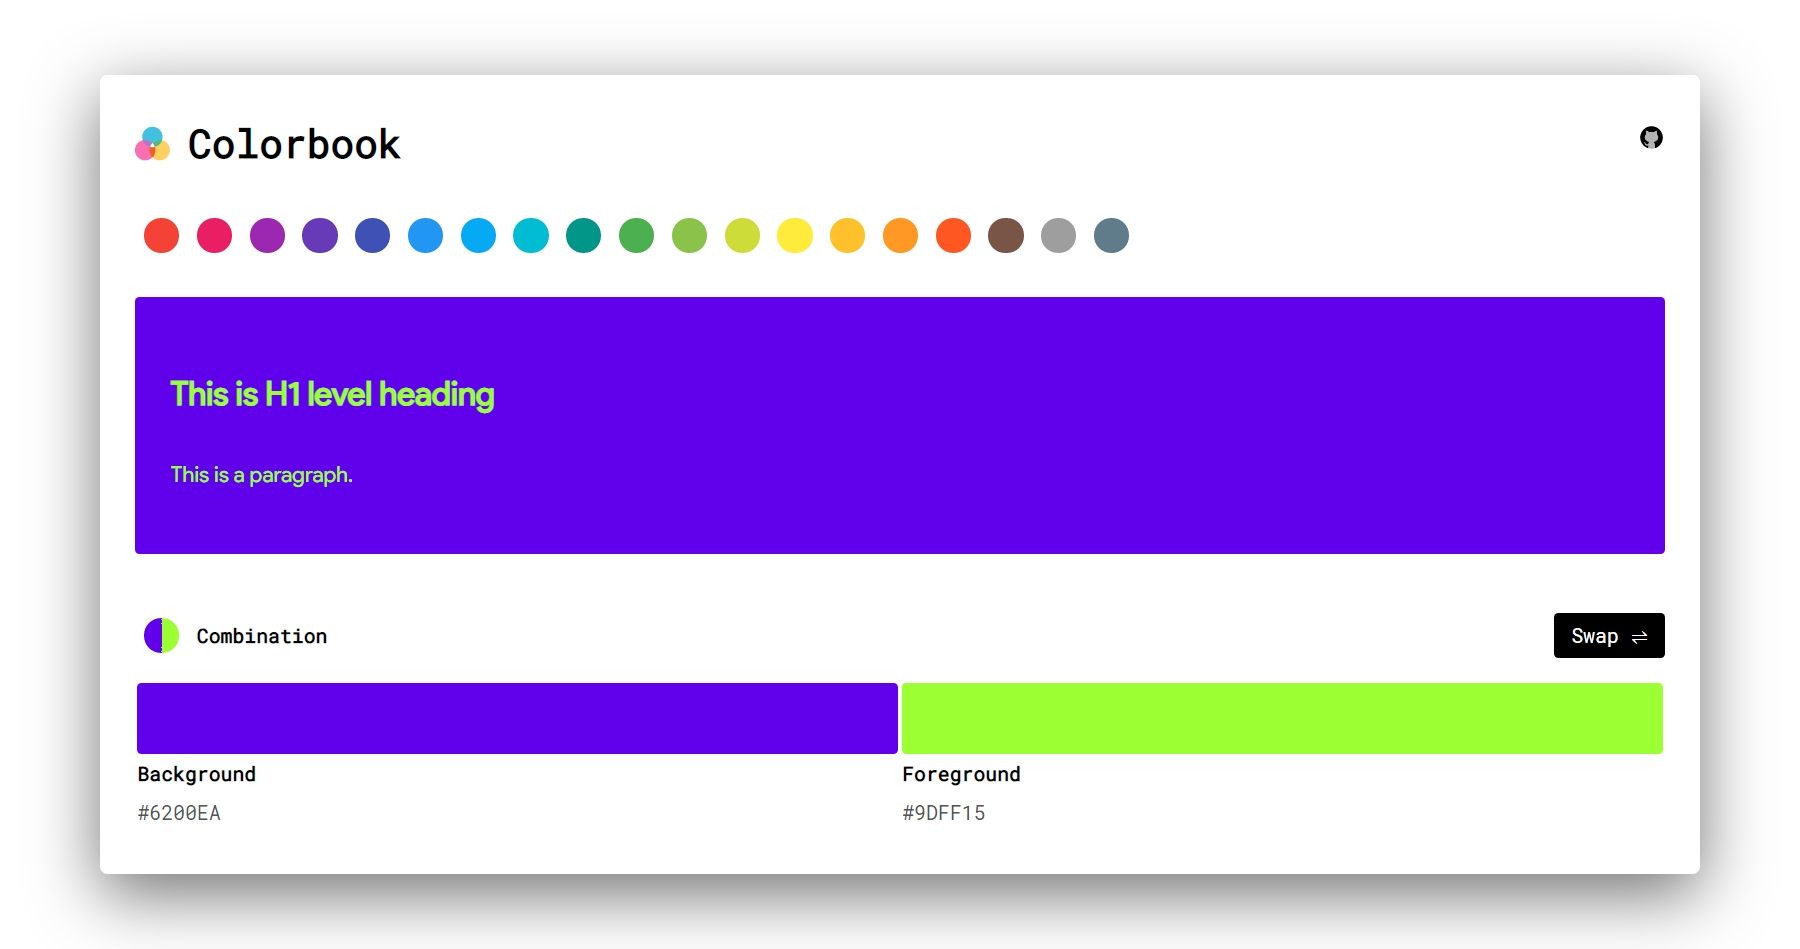 Colorbook
This is H1 level heading
This is a paragraph.
Combination
Swap ⇌
Background
Foreground
#6200EA
#9DFF15